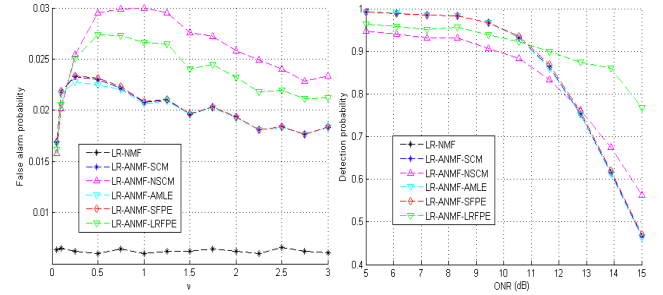 0.03
0.025
0.02
0.015
0.01
False alarm probability
0
0.5
1
1.5
2
2.5
3
ν
LR-NMF
LR-ANMF-SCM
LR-ANMF-NSCM
LR-ANMF-AMLE
LR-ANMF-SFPE
LR-ANMF-LRFPE
1
0.9
0.8
0.7
0.6
0.5
0.4
Detection probability
5
6
7
8
9
10
11
12
13
14
15
ONR (dB)
LR-NMF
LR-ANMF-SCM
LR-ANMF-NSCM
LR-ANMF-AMLE
LR-ANMF-SFPE
LR-ANMF-LRFPE